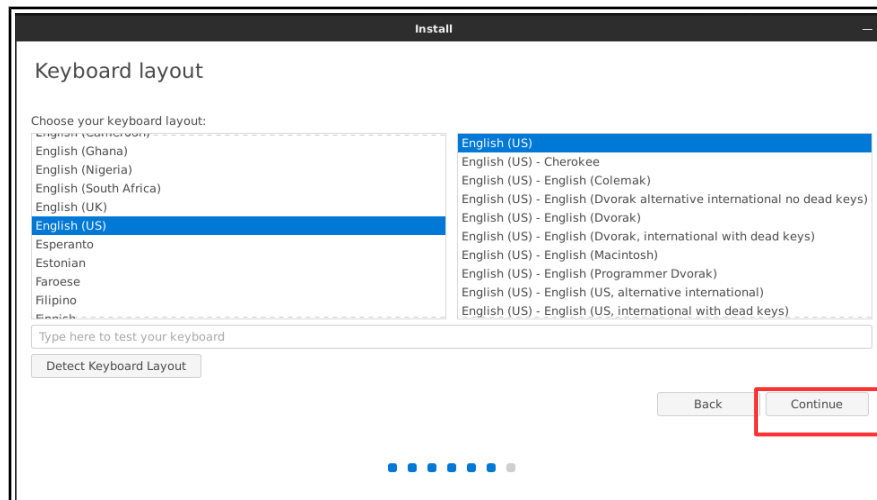 Install
Keyboard layout
Choose your keyboard layout:
English (Cameroon)
English (Ghana)
English (Nigeria)
English (South Africa)
English (UK)
English (US)
Esperanto
Estonian
Faroese
Filipino
Finnish
English (US)
English (US) - Cherokee
English (US) - English (Colemak)
English (US) - English (Dvorak alternative international no dead keys)
English (US) - English (Dvorak)
English (US) - English (Dvorak, international with dead keys)
English (US) - English (Macintosh)
English (US) - English (Programmer Dvorak)
English (US) - English (US, alternative international)
English (US) - English (US, international with dead keys)
Type here to test your keyboard
Detect Keyboard Layout
Back
Continue